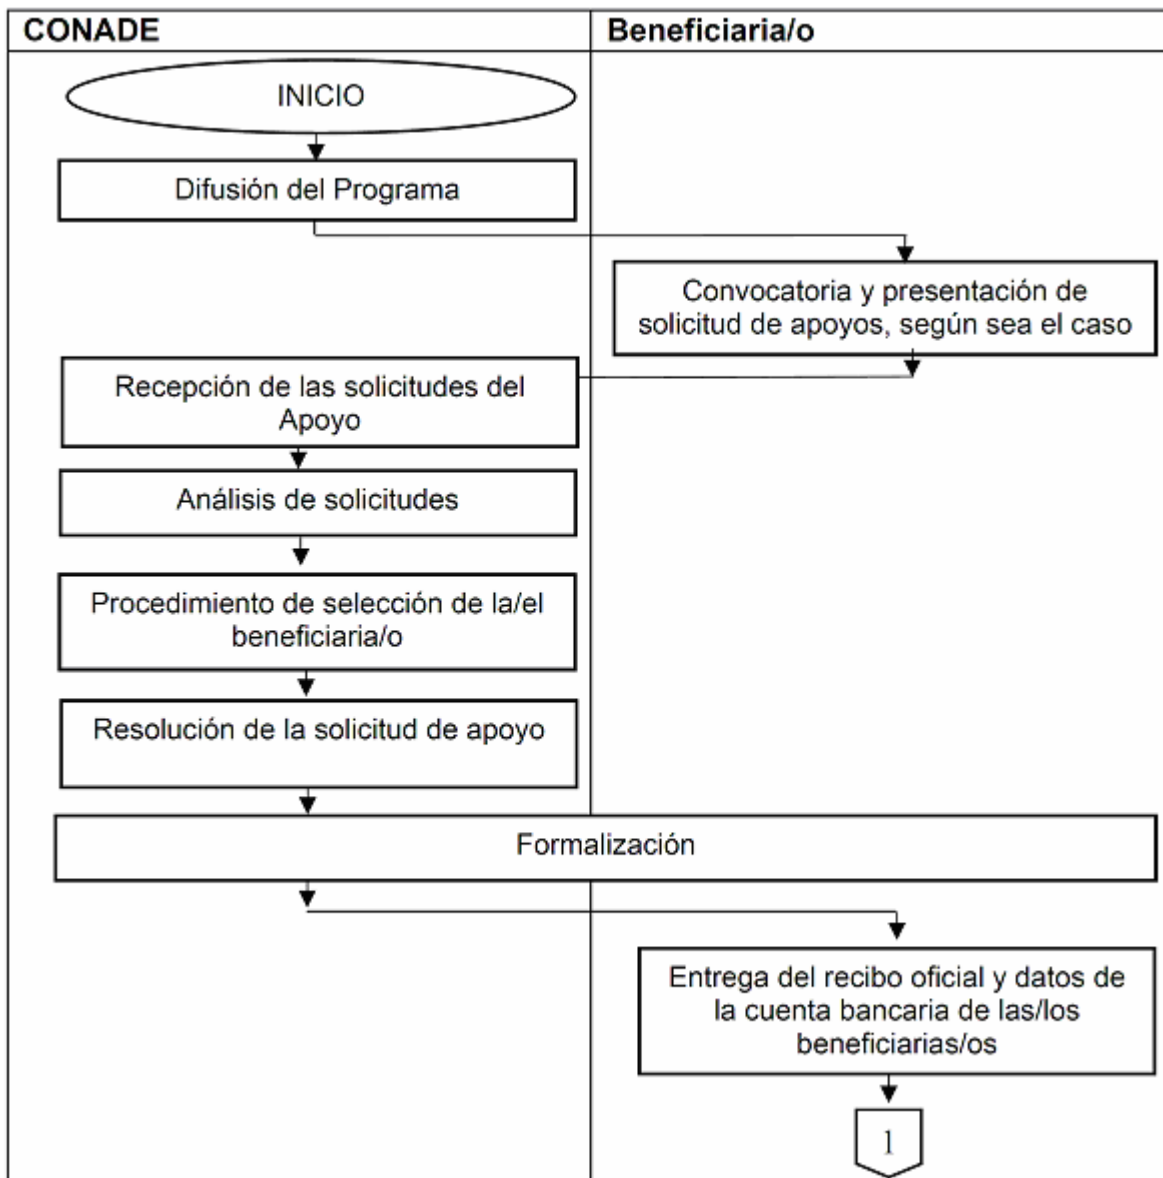 CONADE
Beneficiaria/o
INICIO
Difusión del Programa
Convocatoria y presentación de
solicitud de apoyos, según sea el caso
Recepción de las solicitudes del
Apoyo
Análisis de solicitudes
Procedimiento de selección de la/el
beneficiaria/o
Resolución de la solicitud de apoyo
Formalización
Entrega del recibo oficial y datos de
la cuenta bancaria de las/los
beneficiarias/os
1